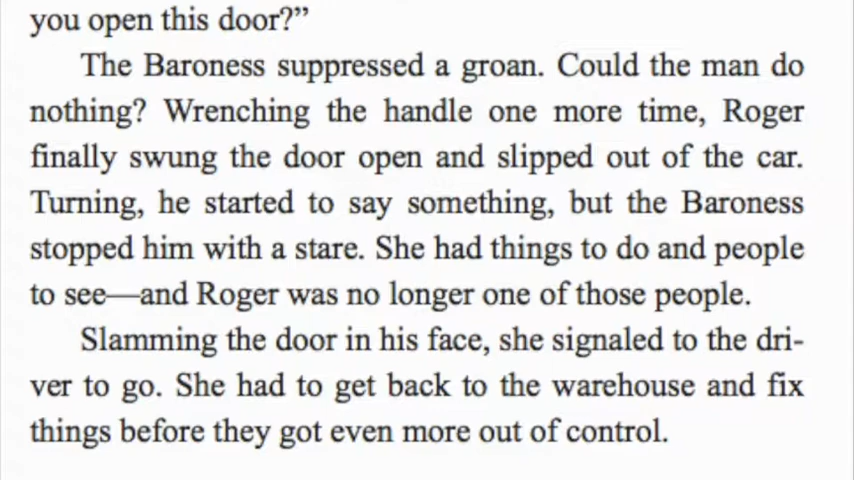 you open this door?”
The Baroness suppressed a groan. Could the man do
nothing? Wrenching the handle one more time, Roger
finally swung the door open and slipped out of the car.
Turning, he started to say something, but the Baroness
stopped him with a stare. She had things to do and people
to see—and Roger was no longer one of those people.
Slamming the door in his face, she signaled to the dri-
ver to go. She had to get back to the warehouse and fix
things before they got even more out of control.